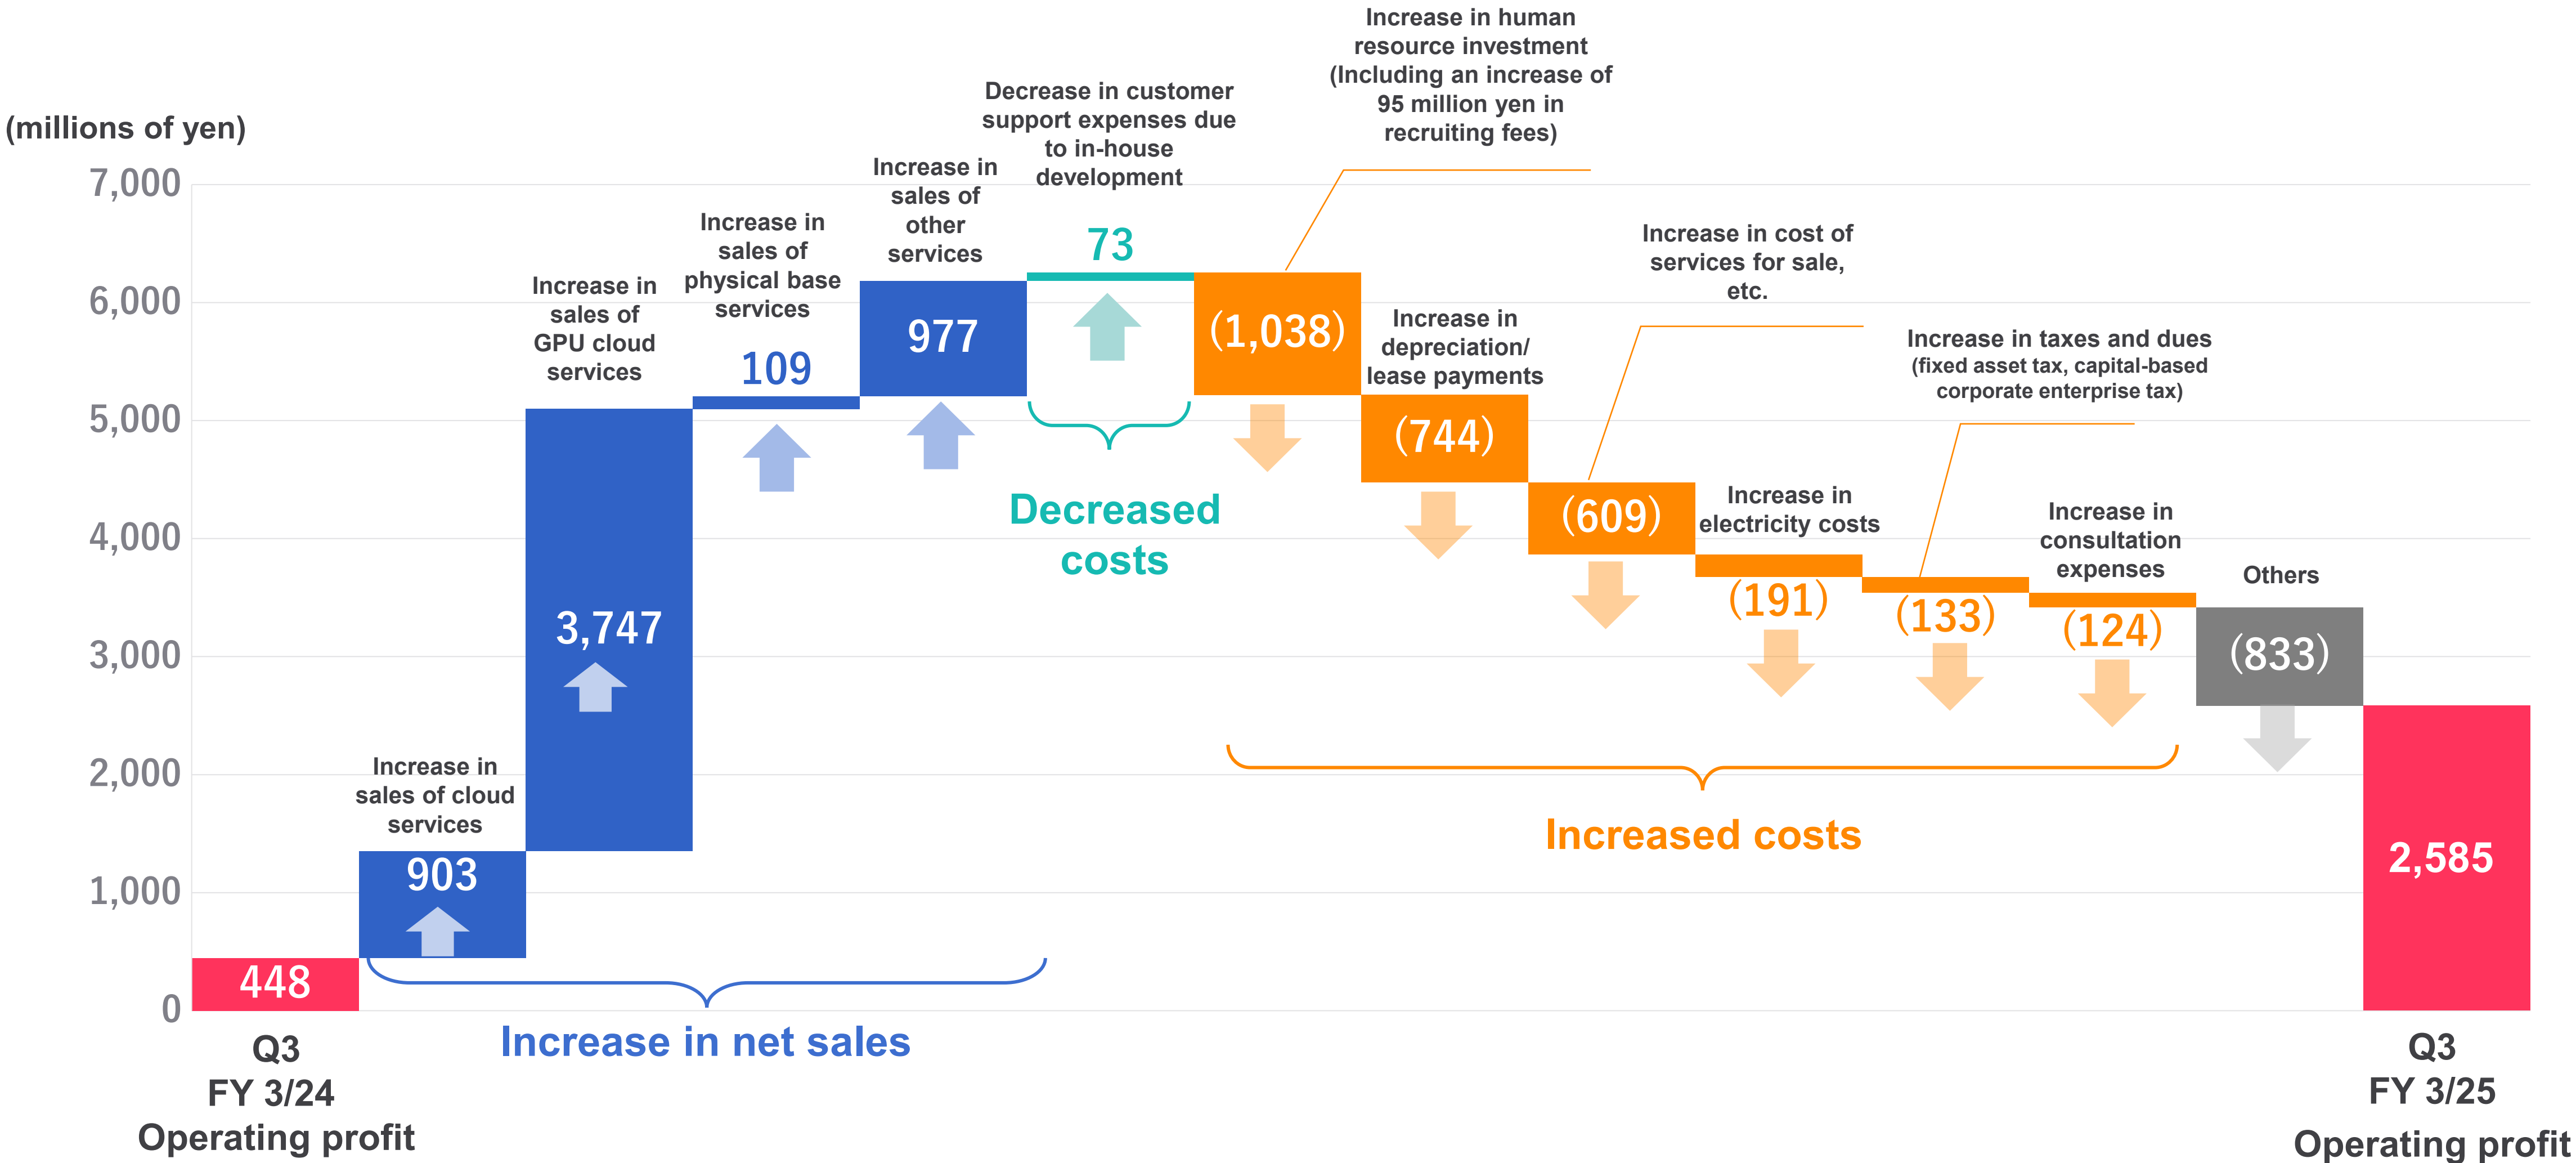 (millions of yen)
7,000
6,000
5,000
4,000
3,000
2,000
1,000
0
448
Q3
FY 3/24
Operating profit
Increase in
sales of cloud
services
903
Increase in
sales of
GPU cloud
services
3,747
Increase in
sales of
physical base
services
109
Increase in
sales of
other
services
977
Increase in net sales
Decrease in customer
support expenses due
to in-house
development
73
Decreased
costs
Increase in human
resource investment
(Including an increase of
95 million yen in
recruiting fees)
(1,038)
Increase in
depreciation/
lease payments
(744)
Increase in cost of
services for sale,
etc.
(609)
Increase in
electricity costs
(191)
Increase in taxes and dues
(fixed asset tax, capital-based
corporate enterprise tax)
(133)
Increase in
consultation
expenses
(124)
Increased costs
Others
(833)
2,585
Q3
FY 3/25
Operating profit